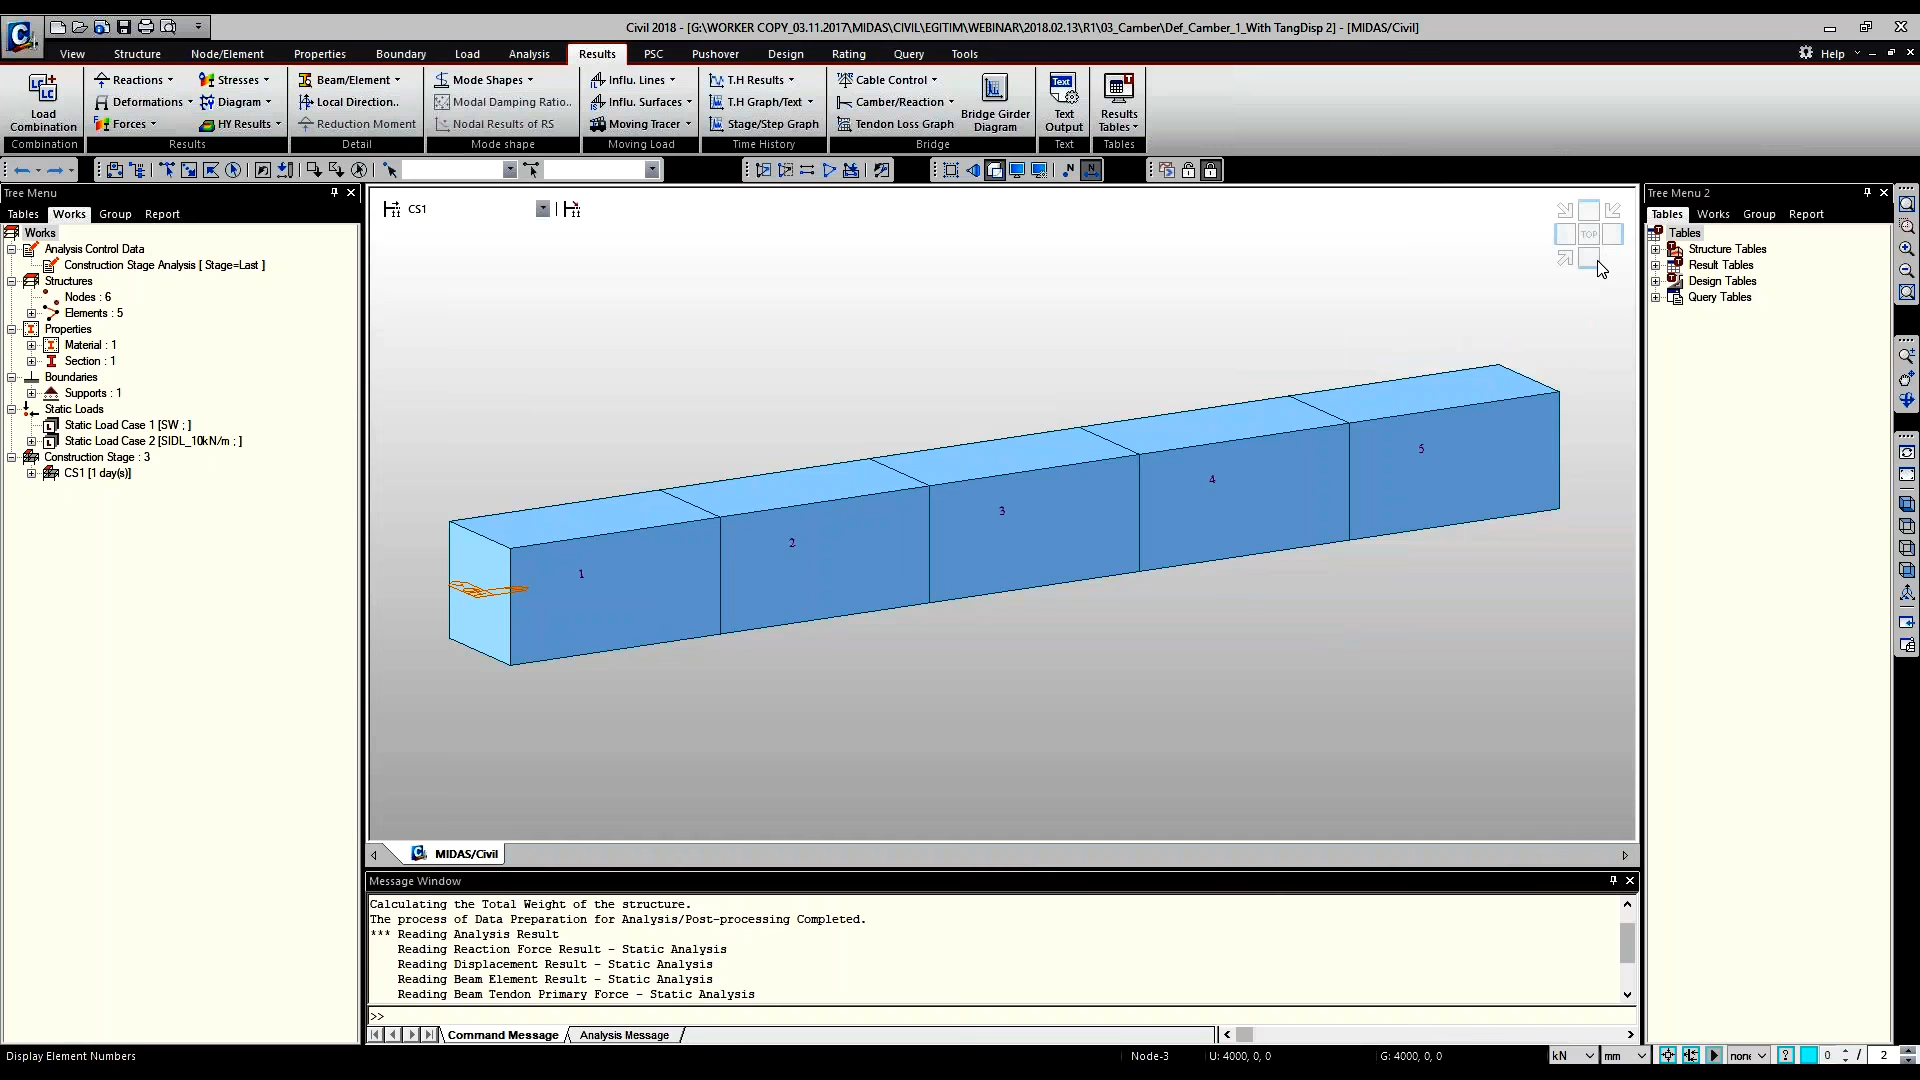 Civil 2018 - [G:\WORKER COPY_03.11.2017\MIDAS\CIVIL\EGITIM\WEBINAR\2018.02.13\R1\03_Camber\Def_Camber_1_With TangDisp 2] - [MIDAS/Civil]
View Structure Node/Element Properties Boundary Load Analysis Results PSC Pushover Design Rating Query Tools Help
Load Combination
Combination
Reactions Stresses
Deformations Diagram
Forces HY Results
Results
Beam/Element
Local Direction..
Reduction Moment
Detail
Mode Shapes
Modal Damping Ratio..
Nodal Results of RS
Mode shape
Influ. Lines
Influ. Surfaces
Moving Tracer
Moving Load
T.H Results
T.H Graph/Text
Stage/Step Graph
Time History
Cable Control
Camber/Reaction
Tendon Loss Graph
Bridge Girder Diagram
Bridge
Text Output
Text
Results Tables
Tables
Tree Menu
Tables Works Group Report
Works
Analysis Control Data
Construction Stage Analysis [ Stage=Last ]
Structures
Nodes : 6
Elements : 5
Properties
Material : 1
Section : 1
Boundaries
Supports : 1
Static Loads
Static Load Case 1 [SW ; ]
Static Load Case 2 [SIDL_10kN/m ; ]
Construction Stage : 3
CS1 [1 day(s)]
CS1
TOP
1
2
3
4
5
MIDAS/Civil
Tree Menu 2
Tables Works Group Report
Tables
Structure Tables
Result Tables
Design Tables
Query Tables
Message Window
Calculating the Total Weight of the structure.
The process of Data Preparation for Analysis/Post-processing Completed.
*** Reading Analysis Result
Reading Reaction Force Result - Static Analysis
Reading Displacement Result - Static Analysis
Reading Beam Element Result - Static Analysis
Reading Beam Tendon Primary Force - Static Analysis
>>
Command Message Analysis Message
Display Element Numbers Node-3 U: 4000, 0, 0 G: 4000, 0, 0 kN mm none ? 0 / 2